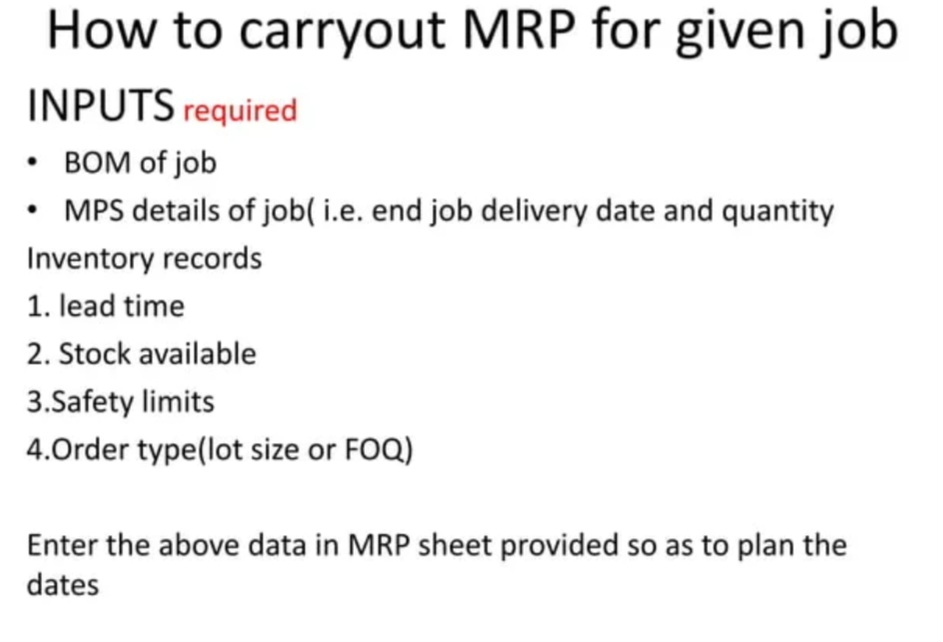 How to carryout MRP for given job
INPUTS required
• BOM of job
• MPS details of job( i.e. end job delivery date and quantity
Inventory records
1. lead time
2. Stock available
3.Safety limits
4.Order type(lot size or FOQ)
Enter the above data in MRP sheet provided so as to plan the
dates